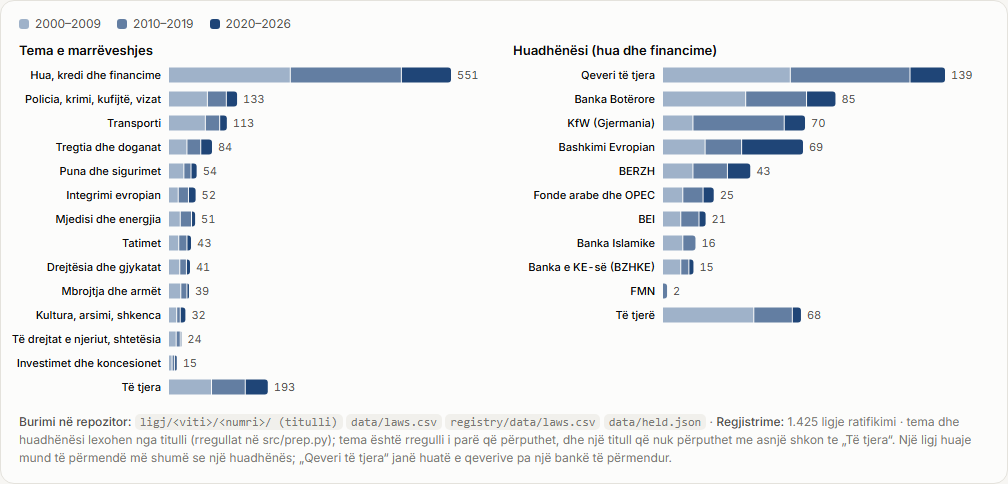 2000–2009 2010–2019 2020–2026
Tema e marrëveshjes
Hua, kredi dhe financime 551
Policia, krimi, kufijtë, vizat 133
Transporti 113
Tregtia dhe doganat 84
Puna dhe sigurimet 54
Integrimi evropian 52
Mjedisi dhe energjia 51
Tatimet 43
Drejtësia dhe gjykatat 41
Mbrojtja dhe armët 39
Kultura, arsimi, shkenca 32
Të drejtat e njeriut, shtetësia 24
Investimet dhe koncesionet 15
Të tjera 193
Huadhënësi (hua dhe financime)
Qeveri të tjera 139
Banka Botërore 85
KfW (Gjermania) 70
Bashkimi Evropian 69
BERZH 43
Fonde arabe dhe OPEC 25
BEI 21
Banka Islamike 16
Banka e KE-së (BZHKE) 15
FMN 2
Të tjerë 68
Burimi në repozitor: ligj/<viti>/<numri>/ (titulli) data/laws.csv registry/data/laws.csv data/held.json · Regjistrime: 1.425 ligje ratifikimi · tema dhe
huadhënësi lexohen nga titulli (rregullat në src/prep.py); tema është rregulli i parë që përputhet, dhe një titull që nuk përputhet me asnjë shkon te „Të tjera“. Një ligj huaje
mund të përmendë më shumë se një huadhënës; „Qeveri të tjera“ janë huatë e qeverive pa një bankë të përmendur.